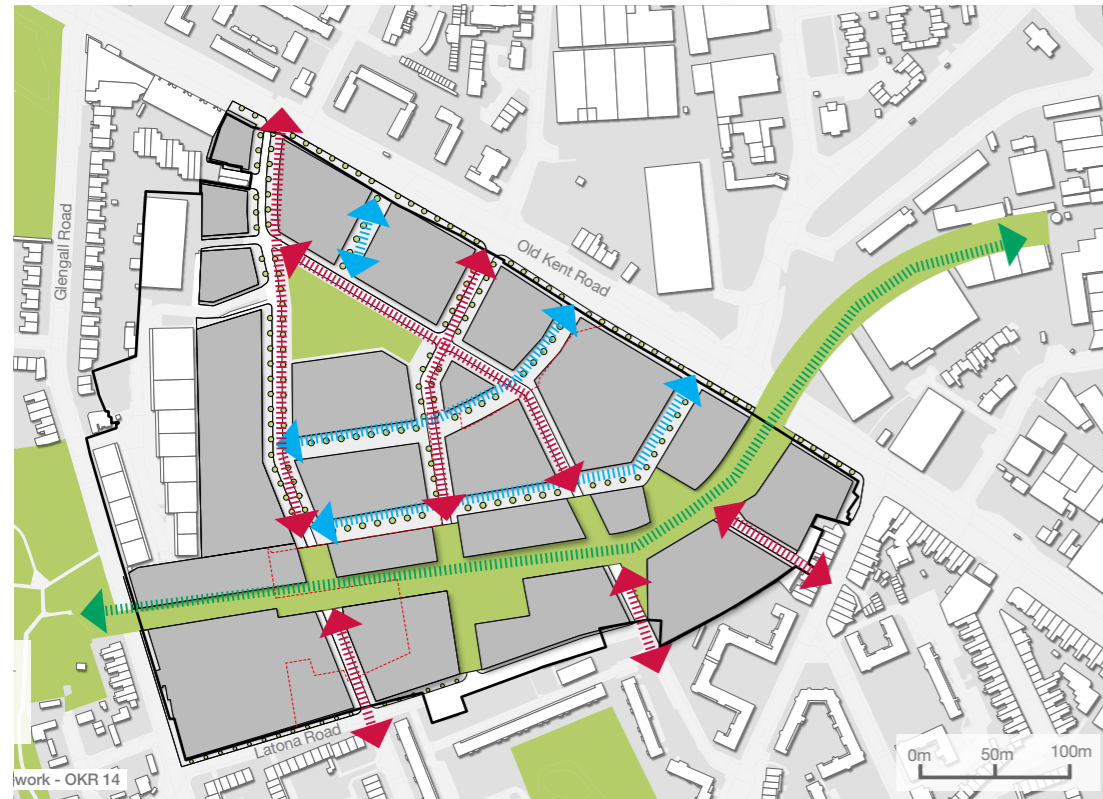 Glengall Road
Old Kent Road
Latona Road
work - OKR 14
0m 50m 100m